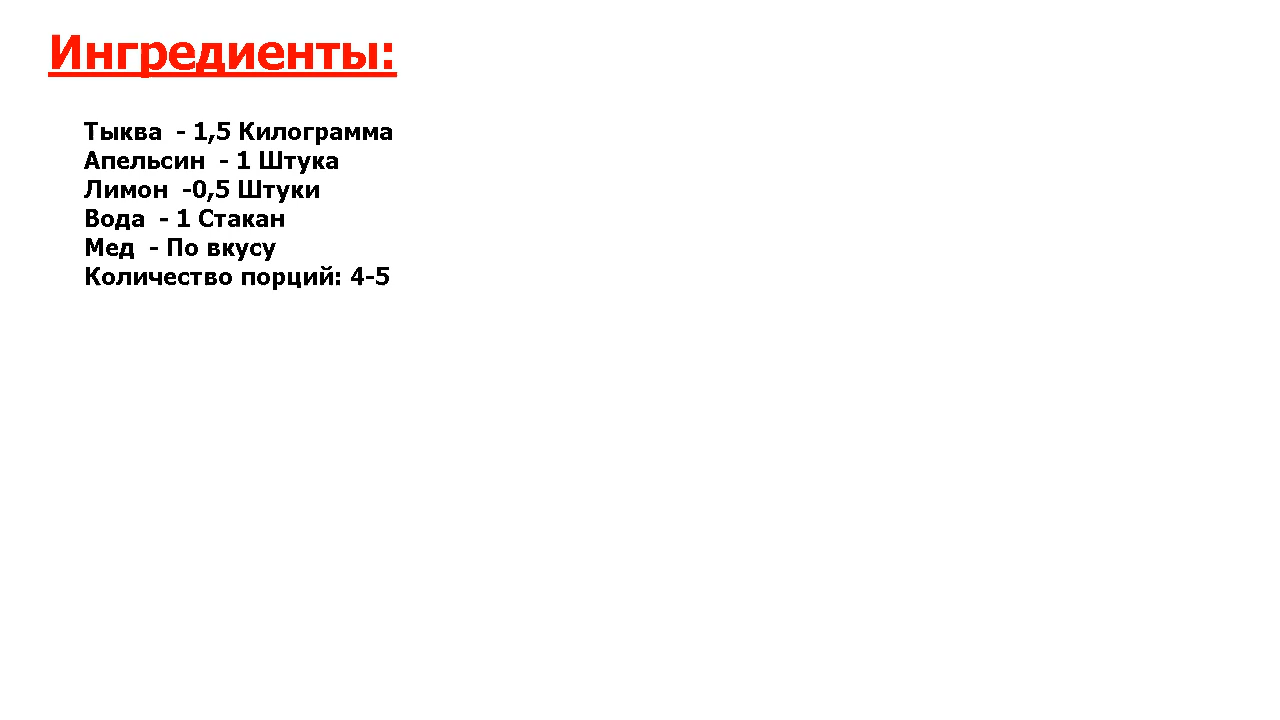 Ингредиенты:
Тыква  - 1,5 Килограмма
Апельсин  - 1 Штука
Лимон  -0,5 Штуки
Вода  - 1 Стакан
Мед  - По вкусу
Количество порций: 4-5